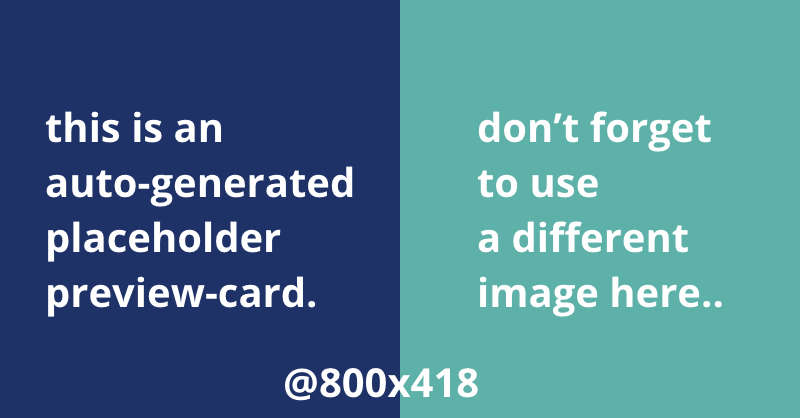 this is an
auto-generated
placeholder
preview-card.
don’t forget
to use
a different
image here..
@800x418